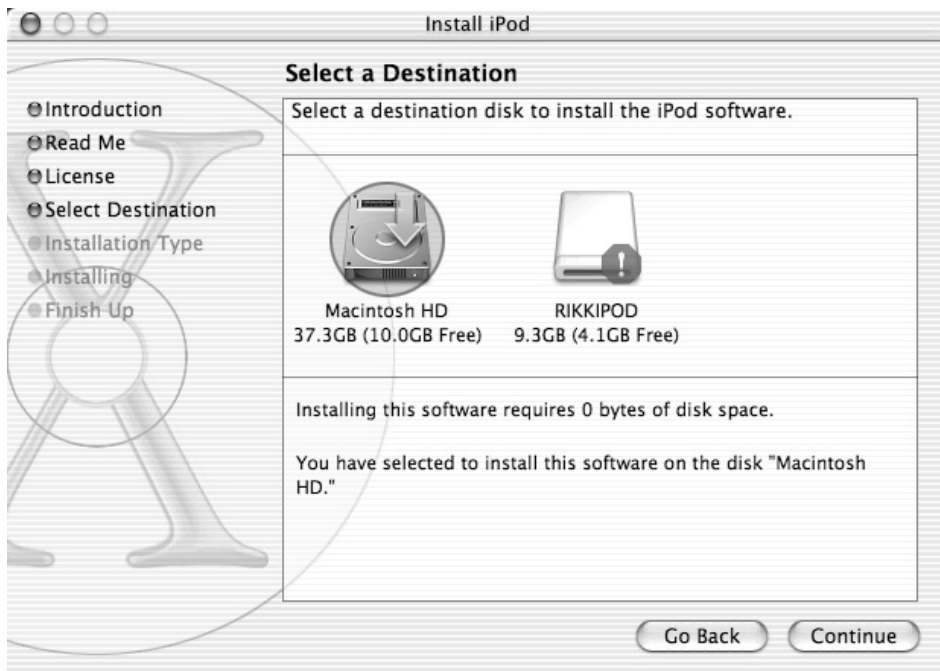 Install iPod
Select a Destination
Introduction
Read Me
License
Select Destination
Installation Type
Installing
Finish Up
Select a destination disk to install the iPod software.
Macintosh HD
37.3GB (10.0GB Free)
RIKKIPOD
9.3GB (4.1GB Free)
Installing this software requires 0 bytes of disk space.
You have selected to install this software on the disk "Macintosh
HD."
Go Back
Continue